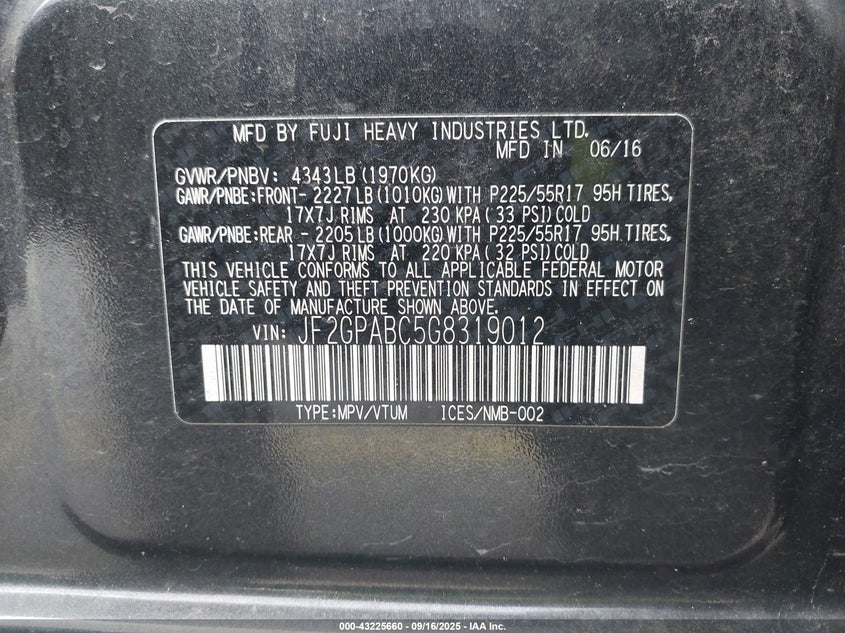 MFD BY FUJI HEAVY INDUSTRIES LTD.
MFD IN 06/16
GVWR/PNBV: 4343LB (1970KG)
GAWR/PNBE:FRONT- 2227LB(1010KG)WITH P225/55R17 95H TIRES,
17X7J RIMS AT 230 KPA( 33 PSI)COLD
GAWR/PNBE:REAR - 2205LB(1000KG)WITH P225/55R17 95H TIRES,
17X7J RIMS AT 220 KPA( 32 PSI)COLD
THIS VEHICLE CONFORMS TO ALL APPLICABLE FEDERAL MOTOR
VEHICLE SAFETY AND THEFT PREVENTION STANDARDS IN EFFECT ON
THE DATE OF MANUFACTURE SHOWN ABOVE.
VIN: JF2GPABC5G8319012
TYPE:MPV/VTUM ICES/NMB-002
000-43225660 - 09/16/2025 - IAA Inc.